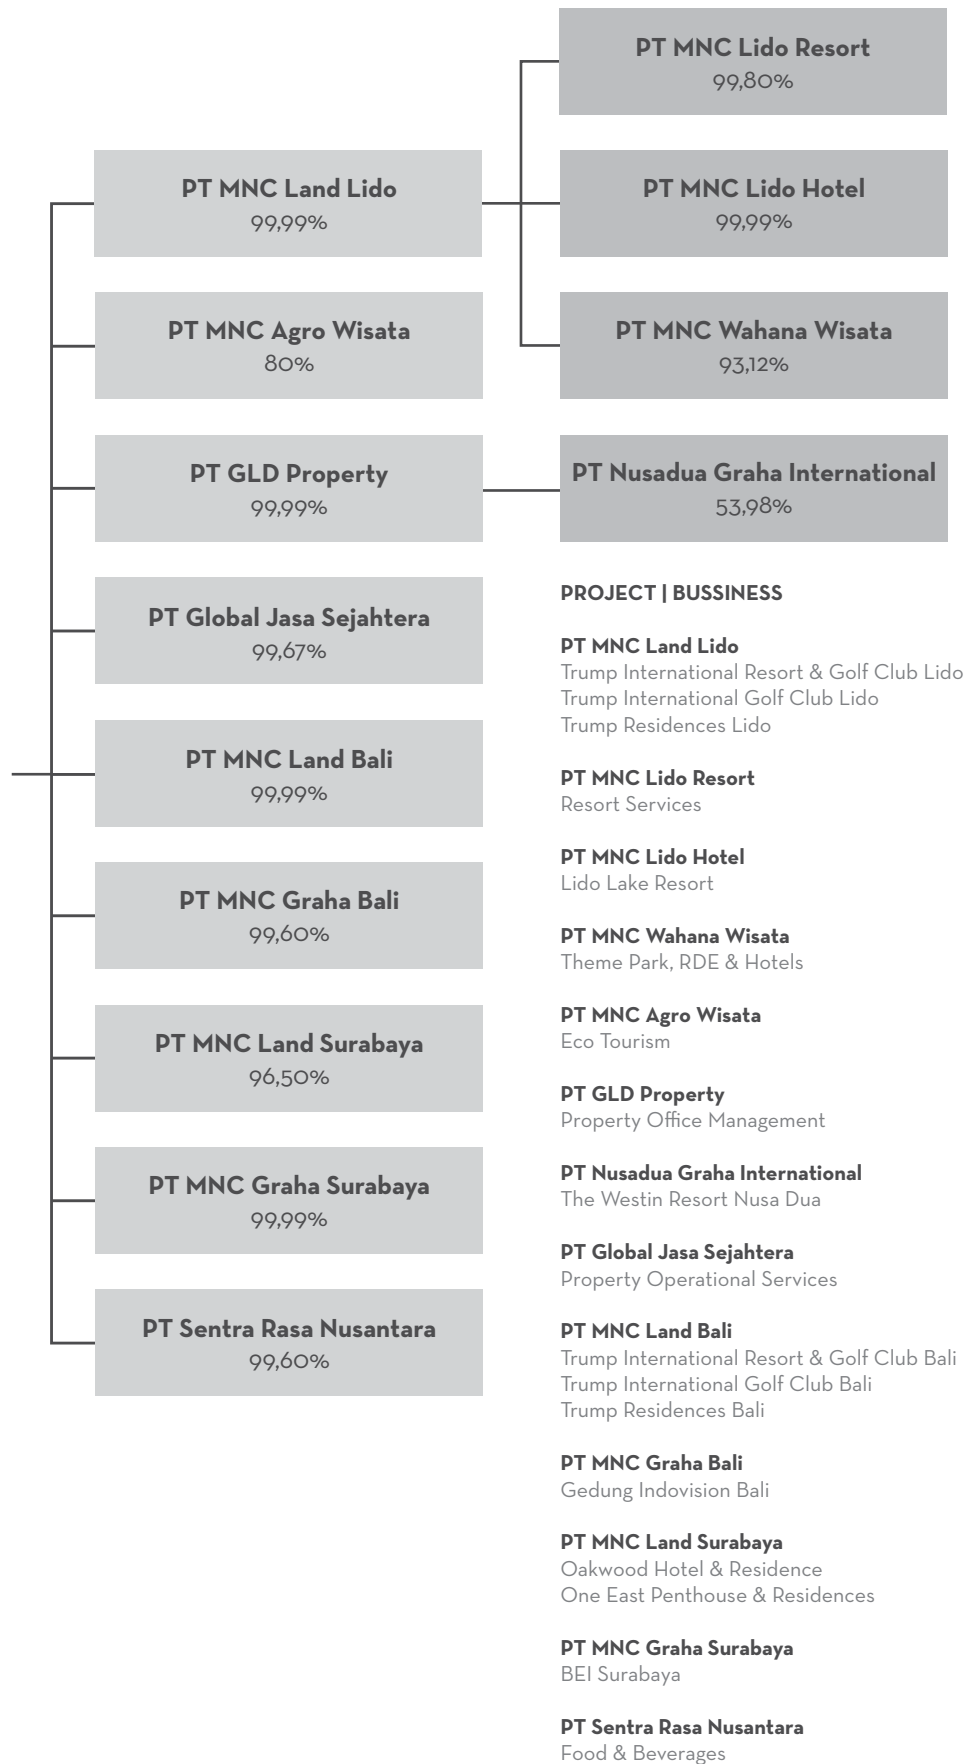 PT MNC Lido Resort
99,80%
PT MNC Land Lido
99,99%
PT MNC Lido Hotel
99,99%
PT MNC Agro Wisata
80%
PT MNC Wahana Wisata
93,12%
PT GLD Property
99,99%
PT Nusadua Graha International
53,98%
PT Global Jasa Sejahtera
99,67%
PT MNC Land Bali
99,99%
PT MNC Graha Bali
99,60%
PT MNC Land Surabaya
96,50%
PT MNC Graha Surabaya
99,99%
PT Sentra Rasa Nusantara
99,60%
PROJECT | BUSSINESS
PT MNC Land Lido
Trump International Resort & Golf Club Lido
Trump International Golf Club Lido
Trump Residences Lido
PT MNC Lido Resort
Resort Services
PT MNC Lido Hotel
Lido Lake Resort
PT MNC Wahana Wisata
Theme Park, RDE & Hotels
PT MNC Agro Wisata
Eco Tourism
PT GLD Property
Property Office Management
PT Nusadua Graha International
The Westin Resort Nusa Dua
PT Global Jasa Sejahtera
Property Operational Services
PT MNC Land Bali
Trump International Resort & Golf Club Bali
Trump International Golf Club Bali
Trump Residences Bali
PT MNC Graha Bali
Gedung Indovision Bali
PT MNC Land Surabaya
Oakwood Hotel & Residence
One East Penthouse & Residences
PT MNC Graha Surabaya
BEI Surabaya
PT Sentra Rasa Nusantara
Food & Beverages